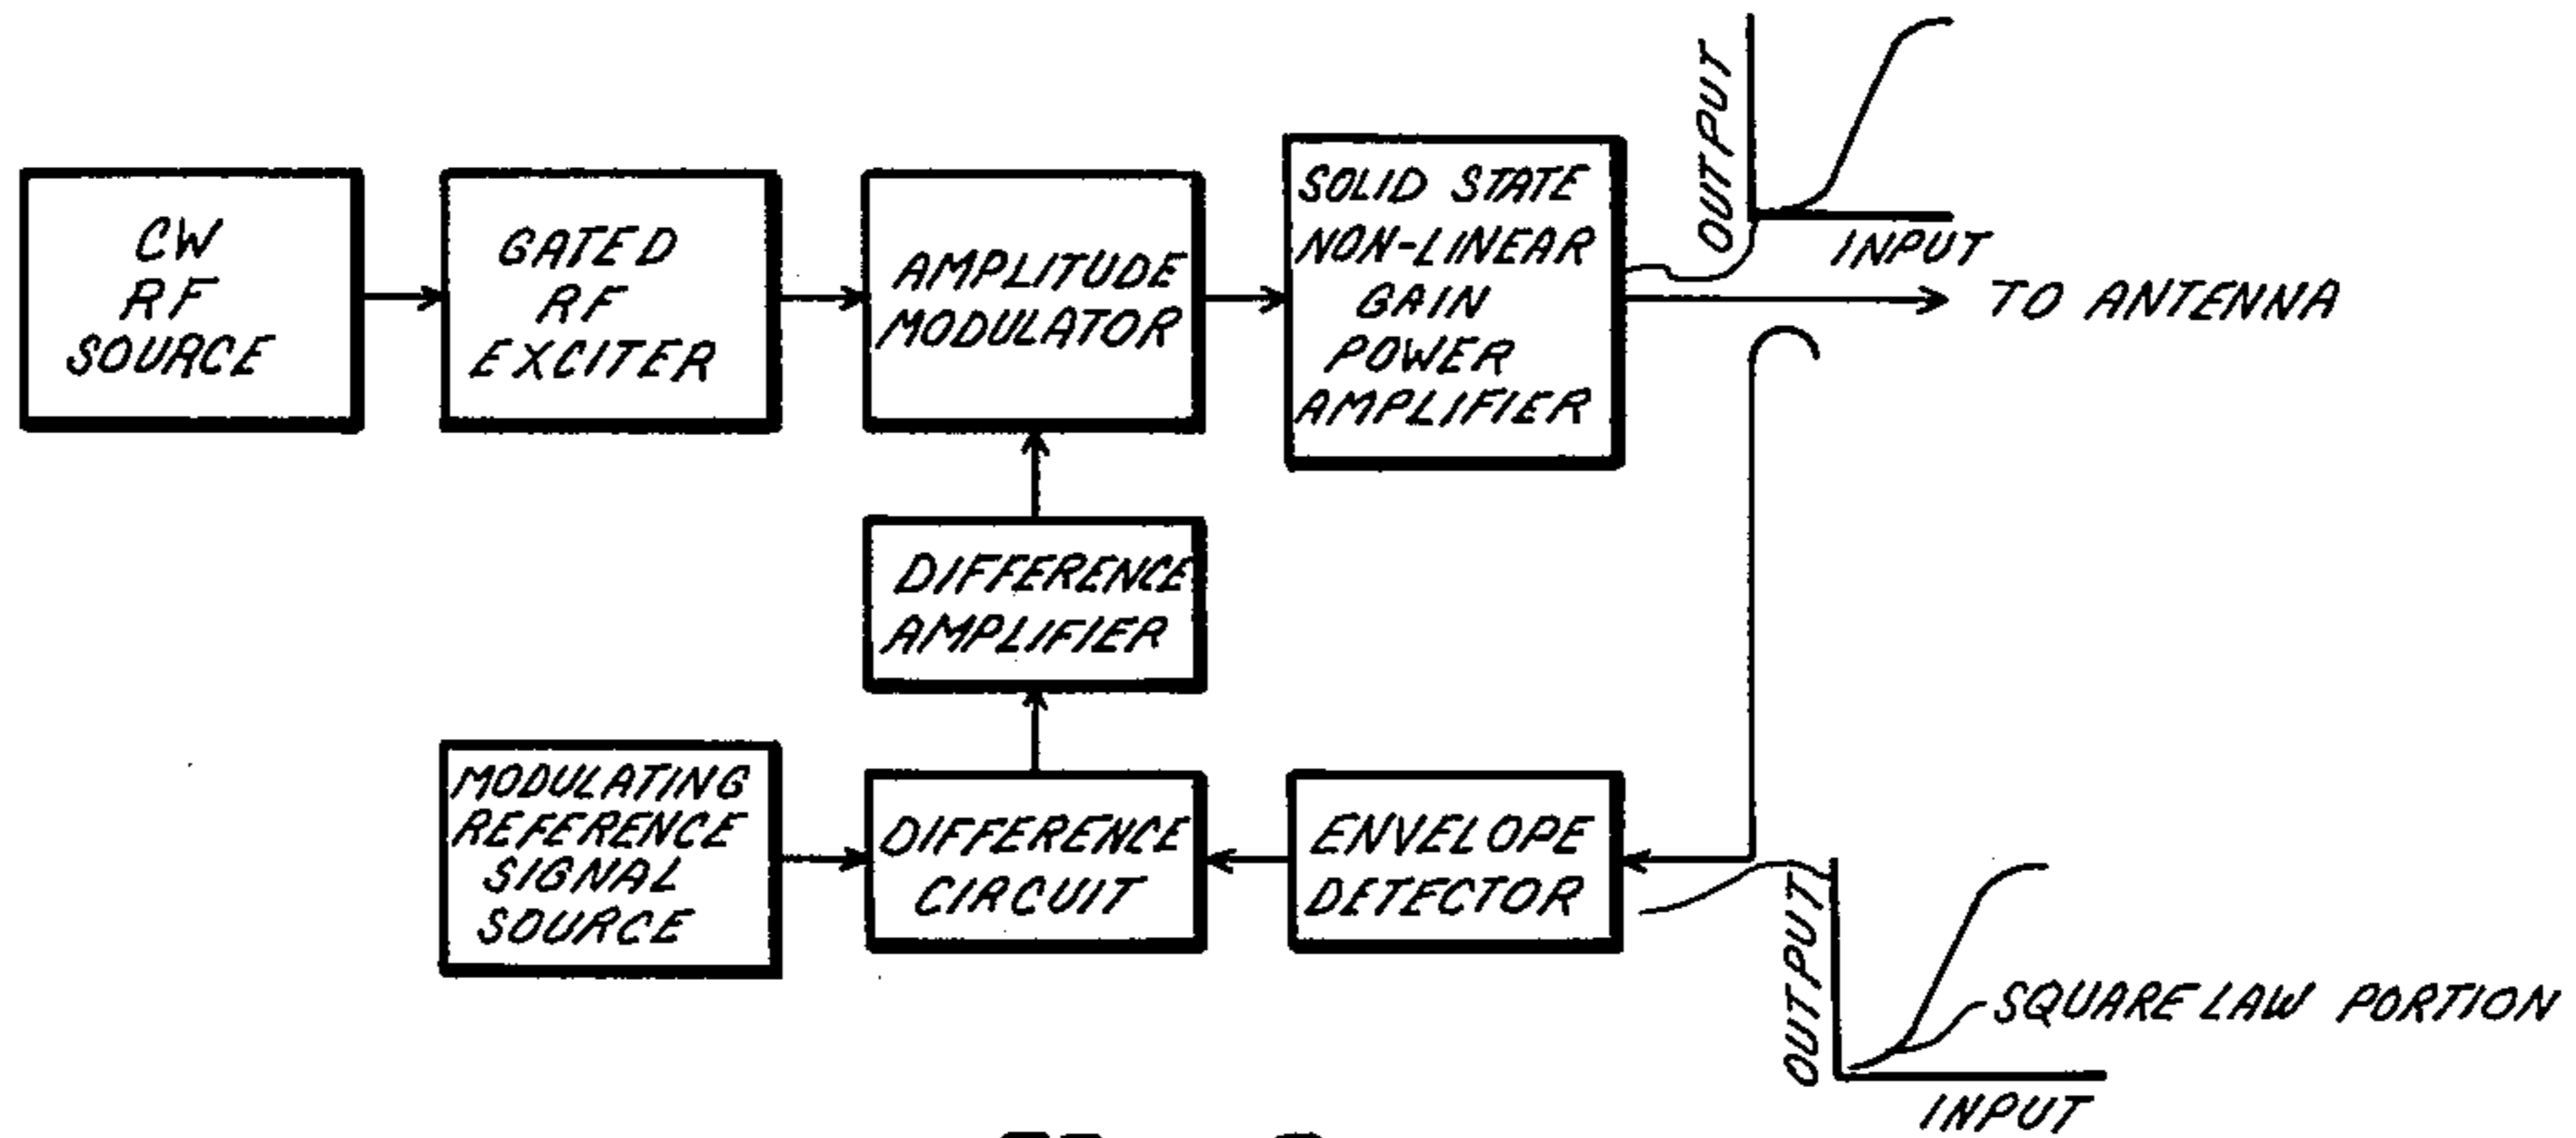 CW
RF
SOURCE
GATED
RF
EXCITER
AMPLITUDE
MODULATOR
SOLID STATE
NON-LINEAR
GAIN
POWER
AMPLIFIER
OUTPUT
INPUT
TO ANTENNA
DIFFERENCE
AMPLIFIER
MODULATING
REFERENCE
SIGNAL
SOURCE
DIFFERENCE
CIRCUIT
ENVELOPE
DETECTOR
OUTPUT
SQUARE LAW PORTION
INPUT